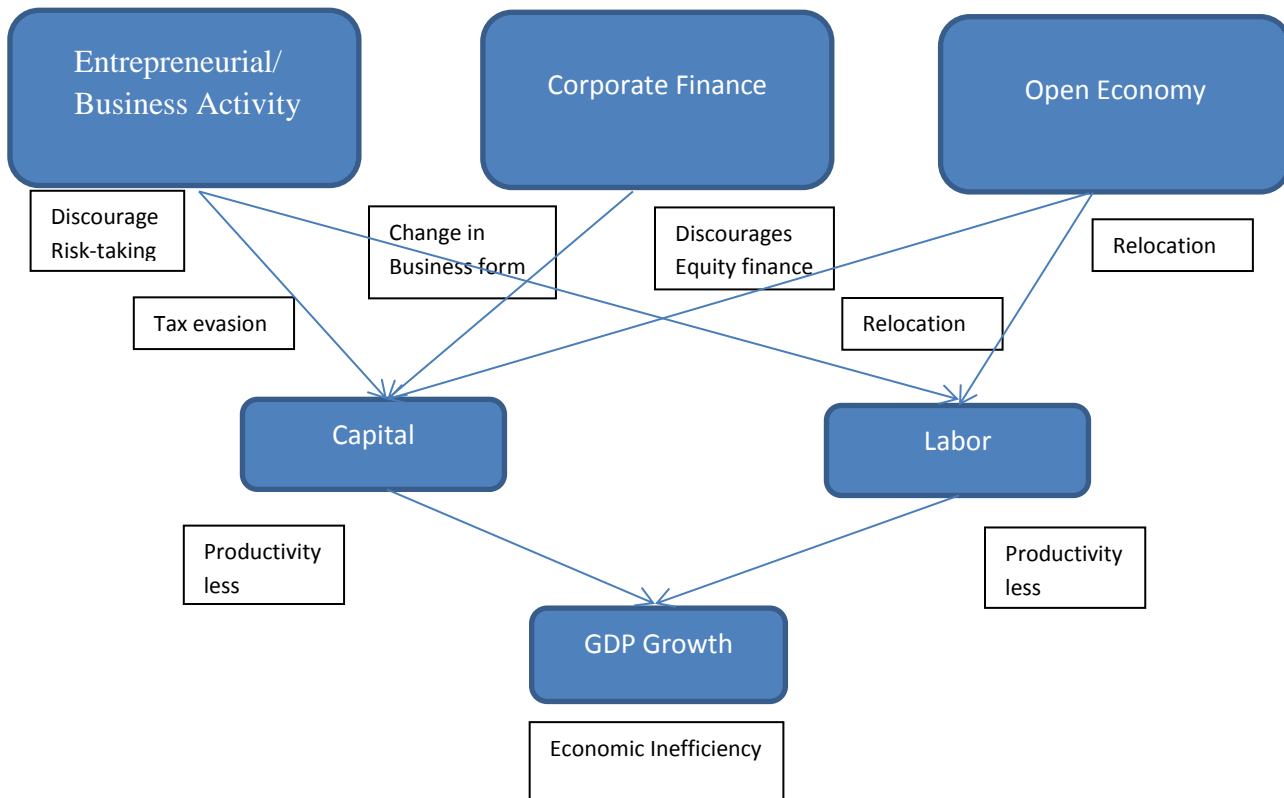 Entrepreneurial/
Business Activity
Corporate Finance
Open Economy
Discourage
Risk-taking
Change in
Business form
Discourages
Equity finance
Relocation
Tax evasion
Relocation
Capital
Labor
Productivity
less
Productivity
less
GDP Growth
Economic Inefficiency